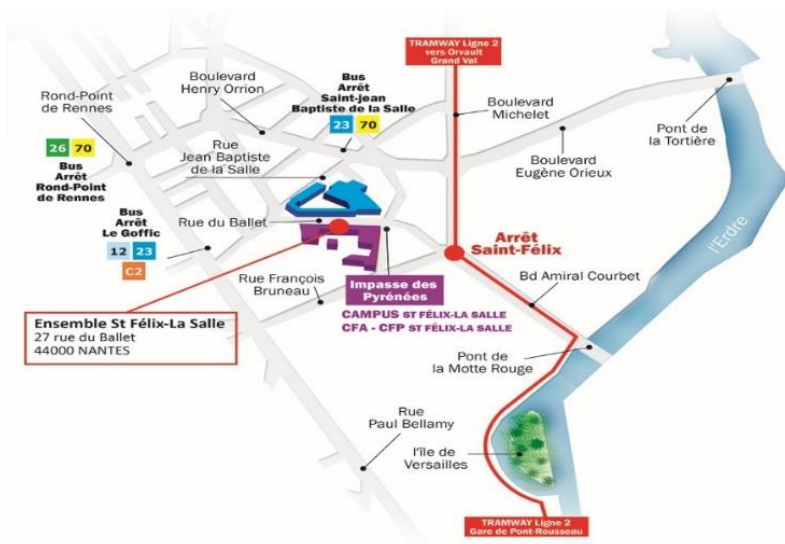 TRAMWAY Ligne 2
vers Orvault
Grand Val
Boulevard
Henry Orrion
Bus
Arrêt
Saint-jean
Baptiste de la Salle
23 70
Rond-Point
de Rennes
Boulevard
Michelet
Pont de
la Tortière
Rue
Jean Baptiste
de la Salle
26 70
Bus
Arrêt
Rond-Point
de Rennes
Boulevard
Eugène Orieux
Bus
Arrêt
Le Goffic
12 23
C2
Rue du Ballet
Arrêt
Saint-Félix
l'Erdre
Rue François
Bruneau
Impasse des
Pyrénées
Bd Amiral Courbet
CAMPUS ST FÉLIX-LA SALLE
CFA - CFP ST FÉLIX-LA SALLE
Ensemble St Félix-La Salle
27 rue du Ballet
44000 NANTES
Pont de
la Motte Rouge
Rue
Paul Bellamy
l'île de
Versailles
TRAMWAY Ligne 2
Gare de Pont-Rousseau